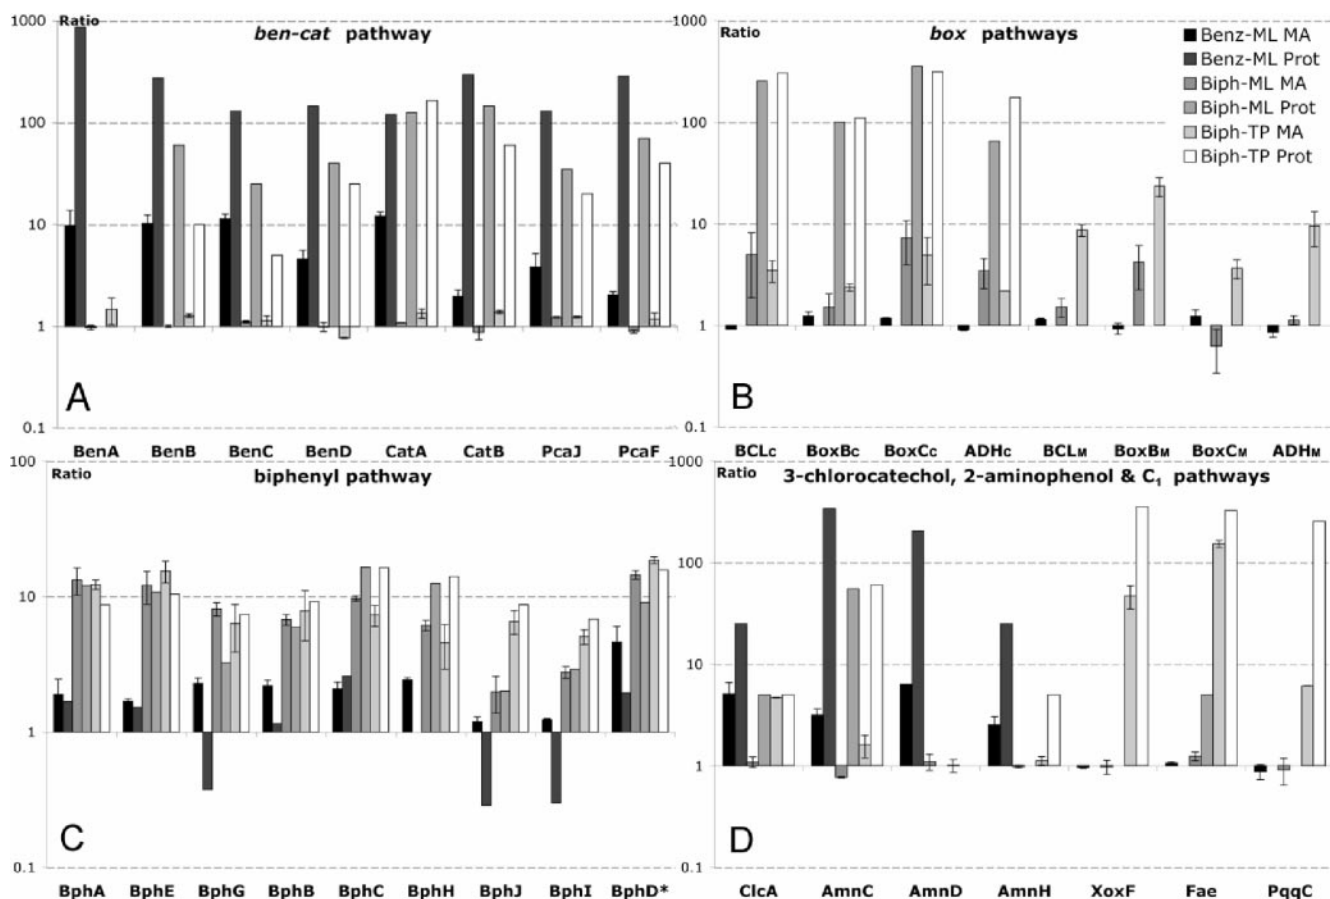 Ratio
ben-cat pathway
1000
100
10
1
0.1
A
BenA BenB BenC BenD CatA CatB PcaJ PcaF
Ratio
box pathways
1000
100
10
1
0.1
Benz-ML MA
Benz-ML Prot
Biph-ML MA
Biph-ML Prot
Biph-TP MA
Biph-TP Prot
B
BCLC BoxBC BoxCC ADHC BCLM BoxBM BoxCM ADHM
Ratio
biphenyl pathway
100
10
1
0.1
C
BphA BphE BphG BphB BphC BphH BphJ BphI BphD*
Ratio
3-chlorocatechol, 2-aminophenol & C1 pathways
1000
100
10
1
0.1
D
ClcA AmnC AmnD AmnH XoxF Fae PqqC